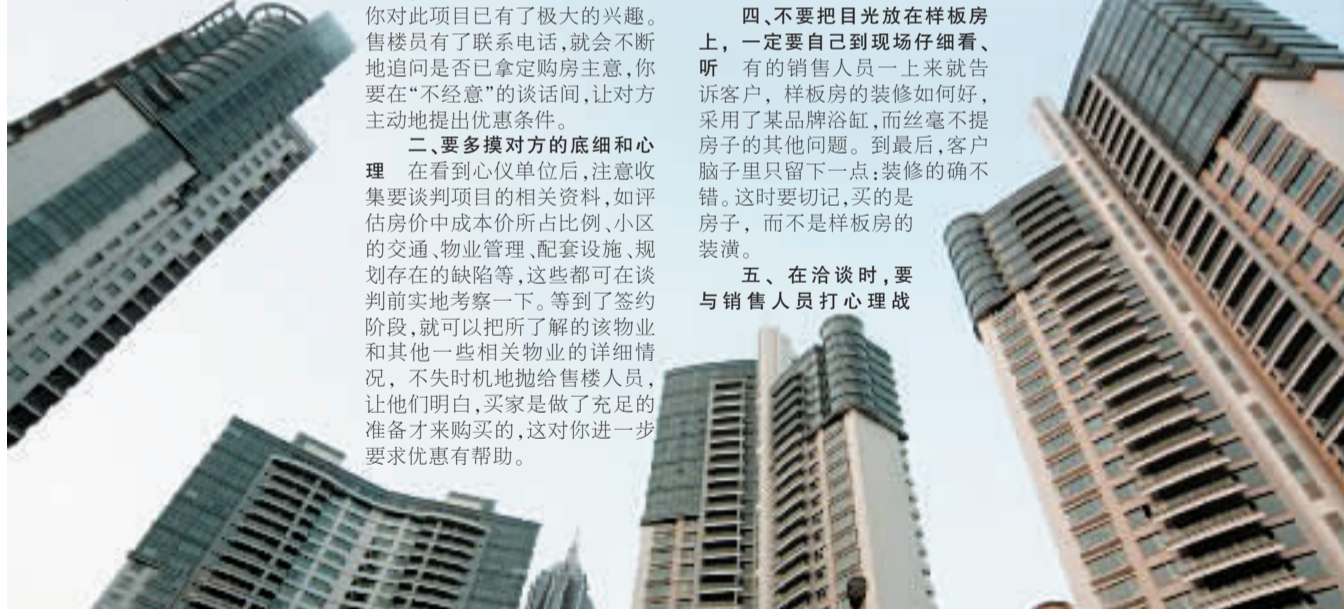 你对此项目已有了极大的兴趣。
售楼员有了联系电话,就会不断
地追问是否已拿定购房主意,你
要在“不经意”的谈话间,让对方
主动地提出优惠条件。
二、要多摸对方的底细和心
理 在看到心仪单位后,注意收
集要谈判项目的相关资料,如评
估房价中成本价所占比例、小区
的交通、物业管理、配套设施、规
划存在的缺陷等,这些都可在谈
判前实地考察一下。等到了签约
阶段,就可以把所了解的该物业
和其他一些相关物业的详细情
况,不失时机地抛给售楼人员,
让他们明白,买家是做了充足的
准备才来购买的,这对你进一步
要求优惠有帮助。
四、不要把目光放在样板房
上,一定要自己到现场仔细看、
听 有的销售人员一上来就告
诉客户,样板房的装修如何好,
采用了某品牌浴缸,而丝毫不提
房子的其他问题。到最后,客户
脑子里只留下一点:装修的确不
错。这时要切记,买的是
房子,而不是样板房的
装潢。
五、在洽谈时,要
与销售人员打心理战